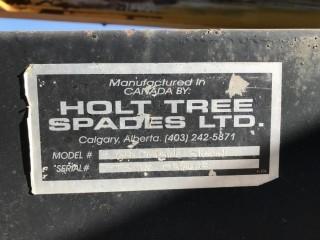 Manufactured In
CANADA BY:
HOLT TREE
SPADES LTD.
Calgary, Alberta. (403) 242-5871
MODEL #
SERIAL#